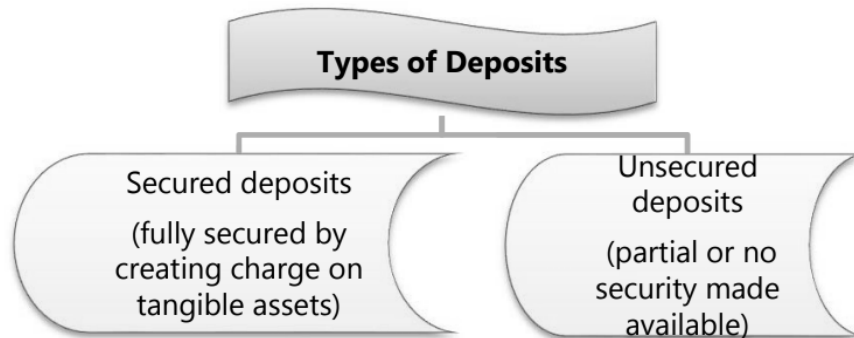 Types of Deposits
Secured deposits
(fully secured by
creating charge on
tangible assets)
Unsecured
deposits
(partial or no
security made
available)